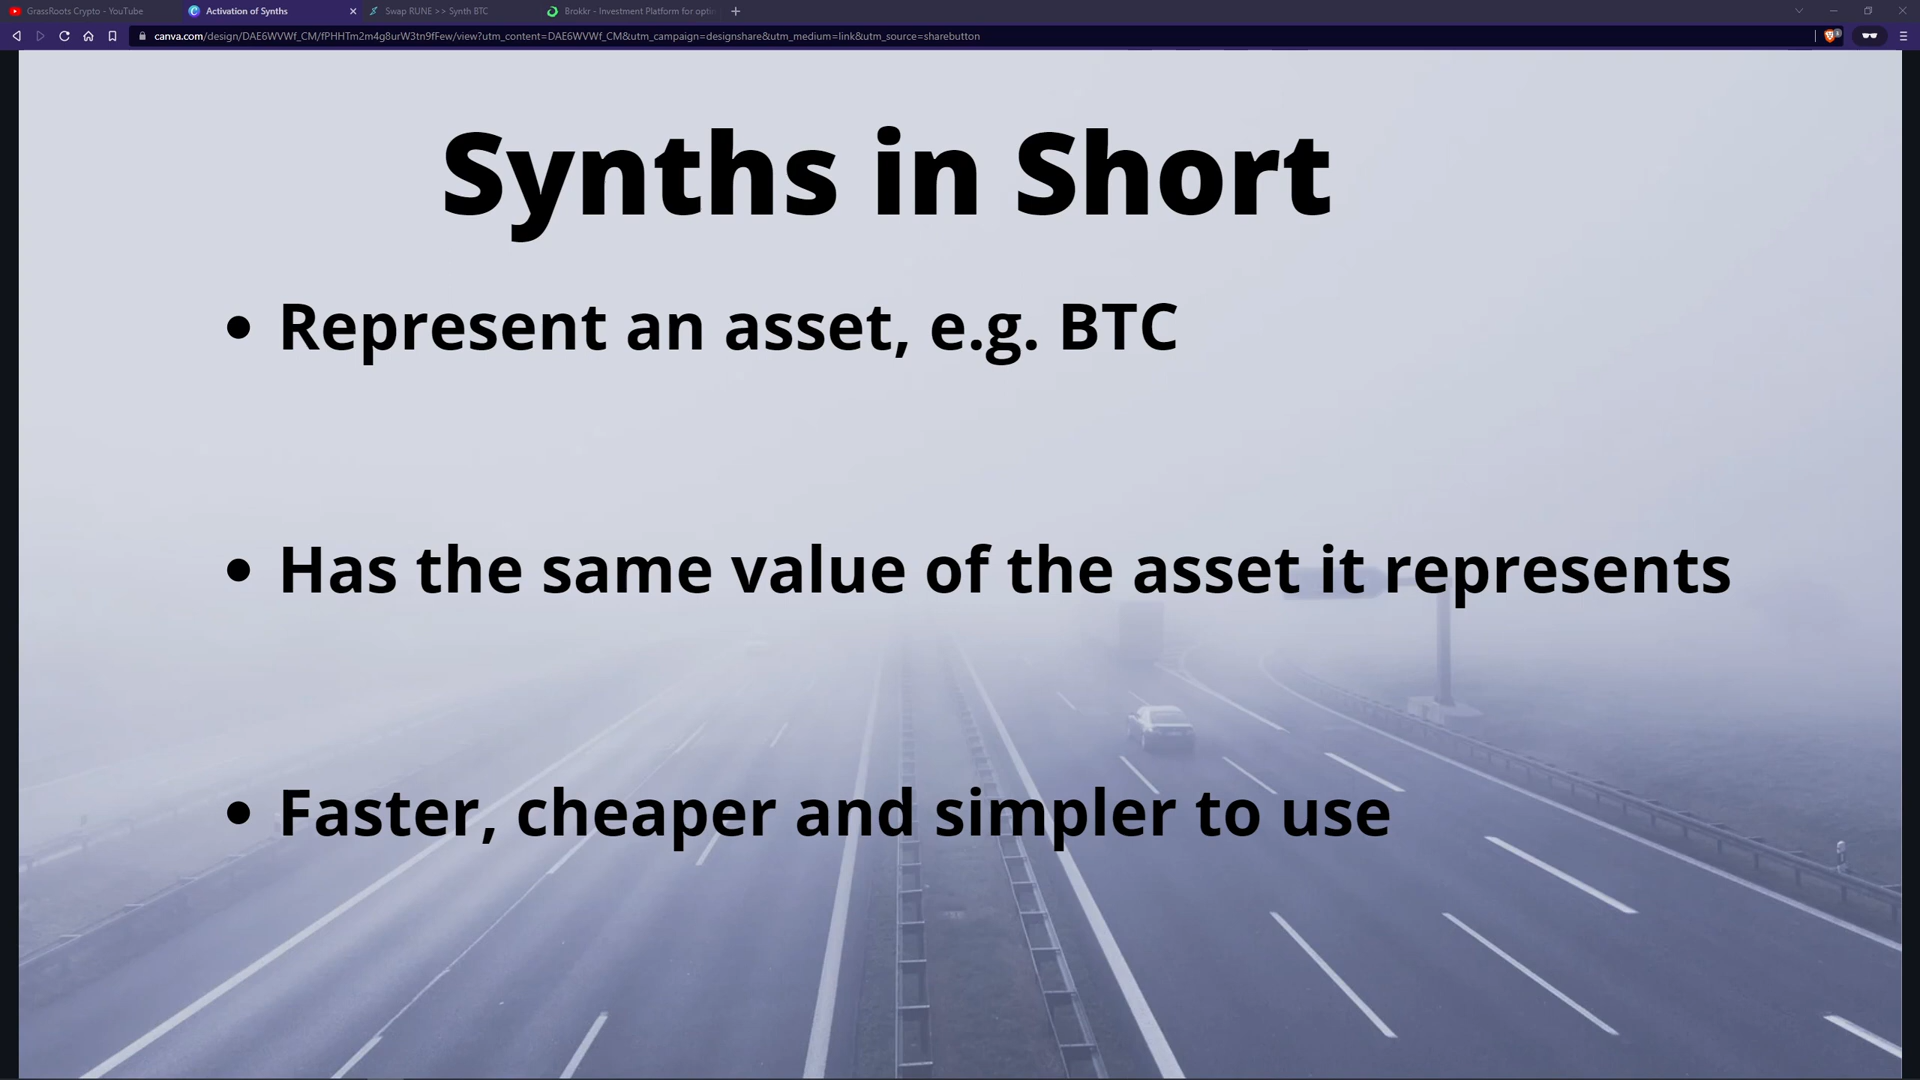 GrassRoots Crypto - YouTube
Activation of Synths
Swap RUNE >> Synth BTC
Brokkr - Investment Platform for opti
canva.com/design/DAE6WVWf_CM/fPHHTm2m4g8urW3tn9fFew/view?utm_content=DAE6WVWf_CM&utm_campaign=designshare&utm_medium=link&utm_source=sharebutton
Synths in Short
• Represent an asset, e.g. BTC
• Has the same value of the asset it represents
• Faster, cheaper and simpler to use